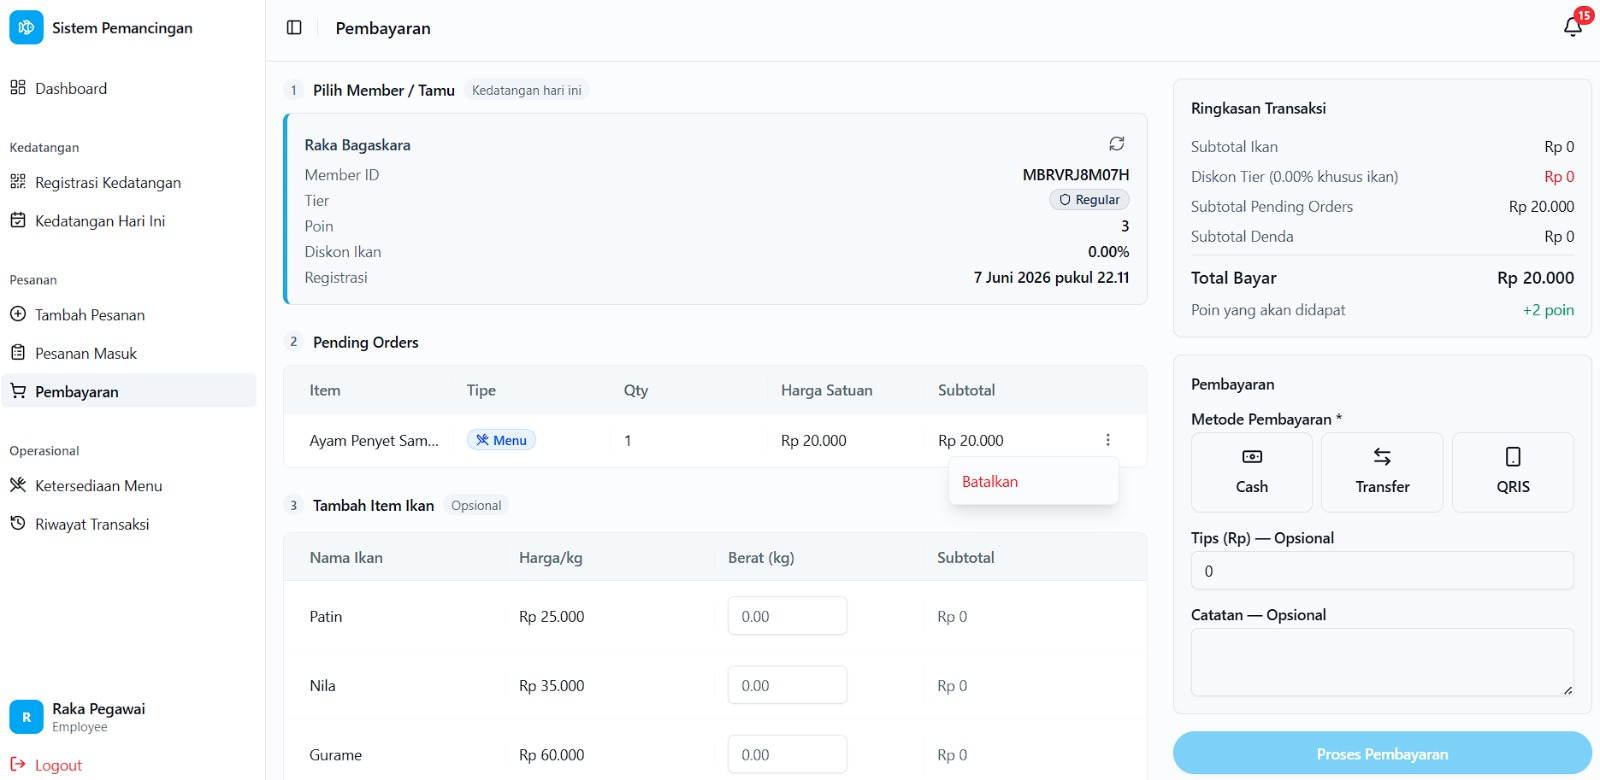 Sistem Pemancingan
Dashboard
Kedatangan
Registrasi Kedatangan
Kedatangan Hari Ini
Pesanan
Tambah Pesanan
Pesanan Masuk
Pembayaran
Operasional
Ketersediaan Menu
Riwayat Transaksi
R
Raka Pegawai
Employee
Logout
Pembayaran
15
1 Pilih Member / Tamu Kedatangan hari ini
Raka Bagaskara
Member ID MBRVRJ8M07H
Tier Regular
Poin 3
Diskon Ikan 0.00%
Registrasi 7 Juni 2026 pukul 22.11
2 Pending Orders
Item Tipe Qty Harga Satuan Subtotal
Ayam Penyet Sam... Menu 1 Rp 20.000 Rp 20.000
Batalkan
3 Tambah Item Ikan Opsional
Nama Ikan Harga/kg Berat (kg) Subtotal
Patin Rp 25.000 0.00 Rp 0
Nila Rp 35.000 0.00 Rp 0
Gurame Rp 60.000 0.00 Rp 0
Ringkasan Transaksi
Subtotal Ikan Rp 0
Diskon Tier (0.00% khusus ikan) Rp 0
Subtotal Pending Orders Rp 20.000
Subtotal Denda Rp 0
Total Bayar Rp 20.000
Poin yang akan didapat +2 poin
Pembayaran
Metode Pembayaran *
Cash Transfer QRIS
Tips (Rp) — Opsional
0
Catatan — Opsional
Proses Pembayaran